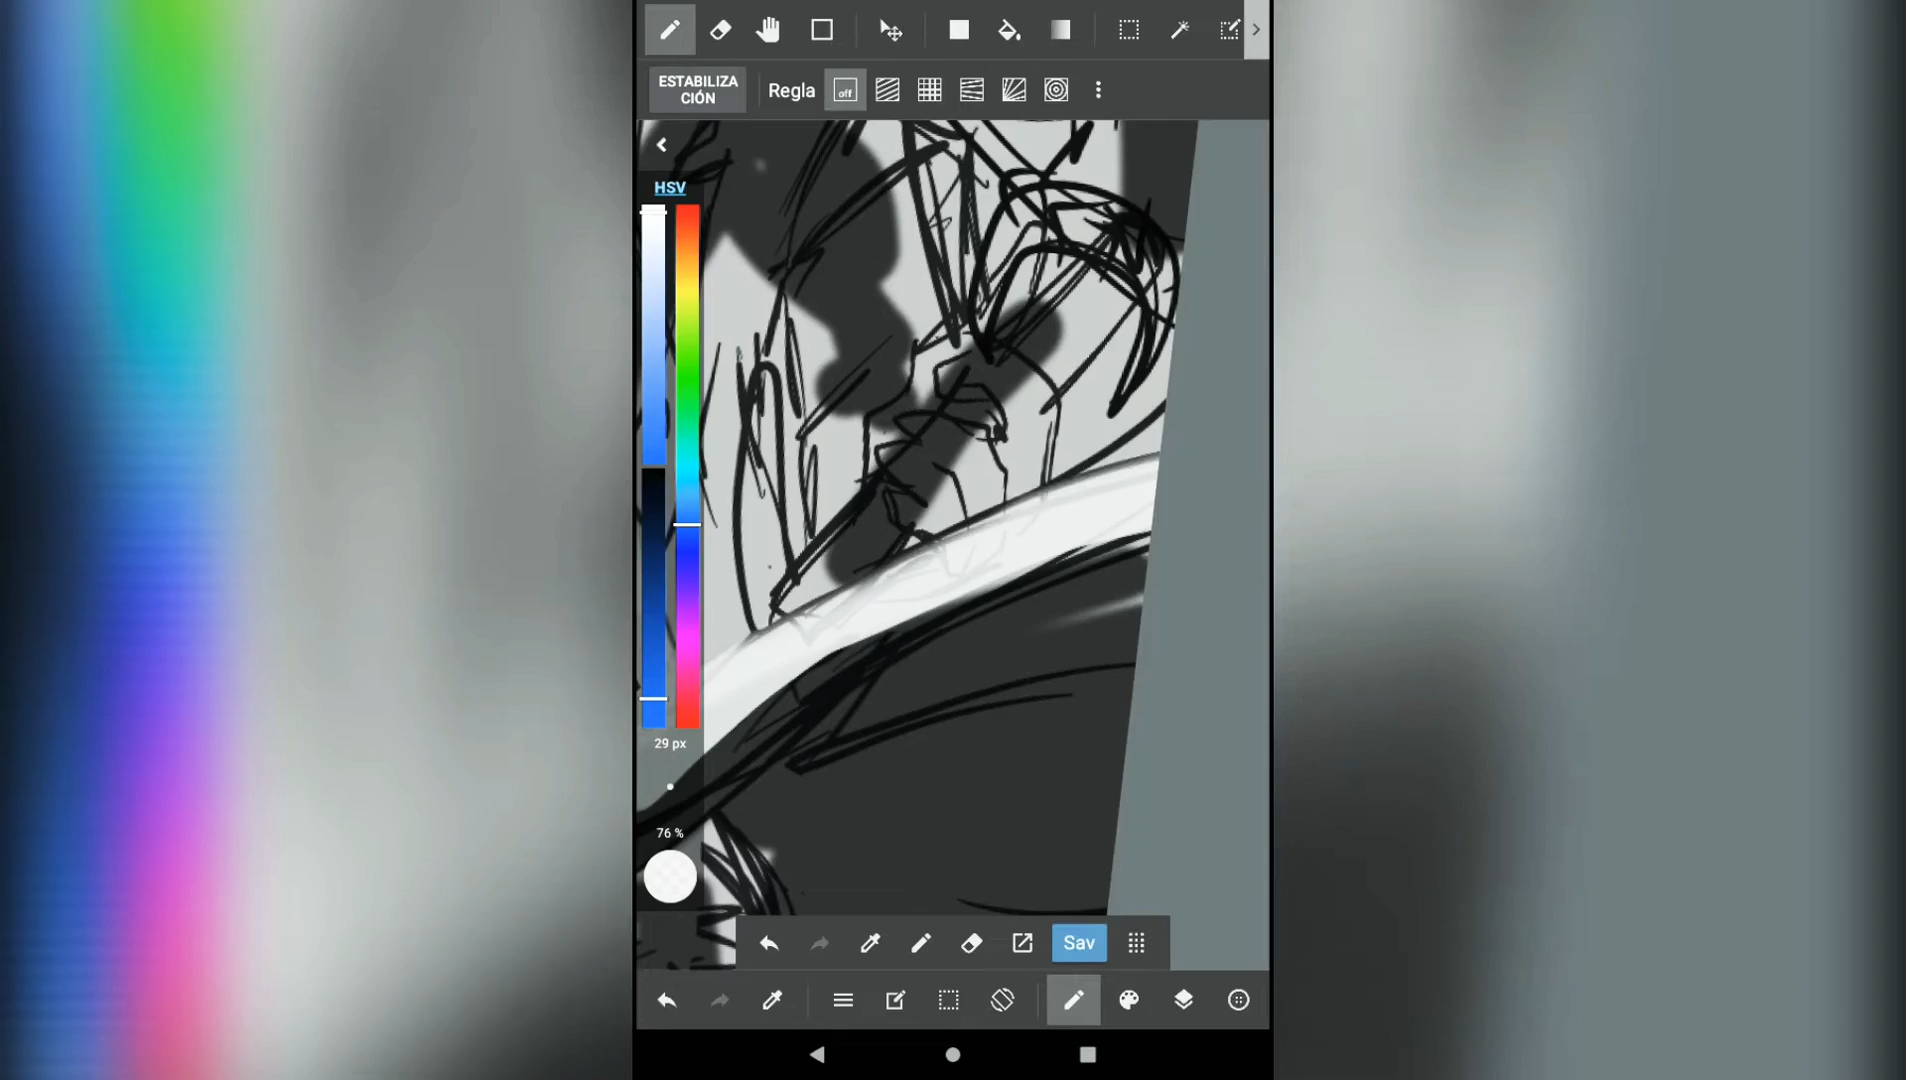 ESTABILIZA
CIÓN
Regla
off
HSV
29 px
76 %
Sav